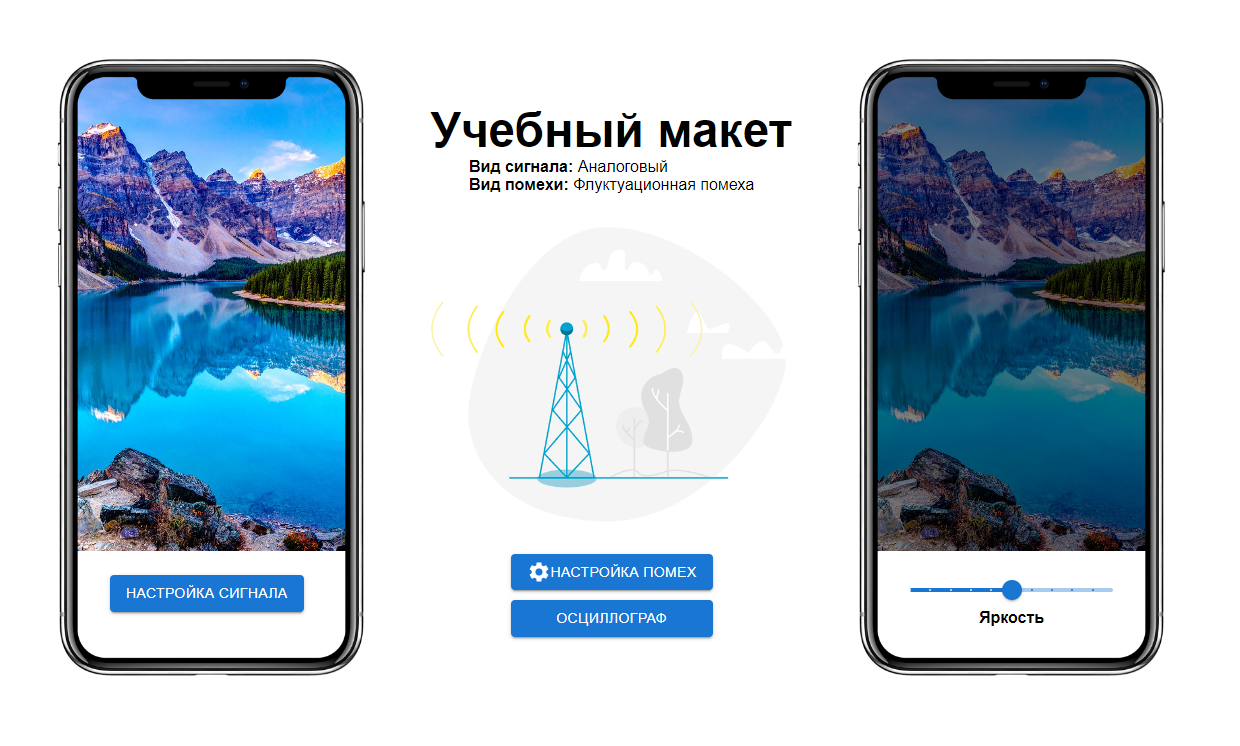 Учебный макет
Вид сигнала: Аналоговый
Вид помехи: Флуктуационная помеха
НАСТРОЙКА СИГНАЛА
НАСТРОЙКА ПОМЕХ
ОСЦИЛЛОГРАФ
Яркость